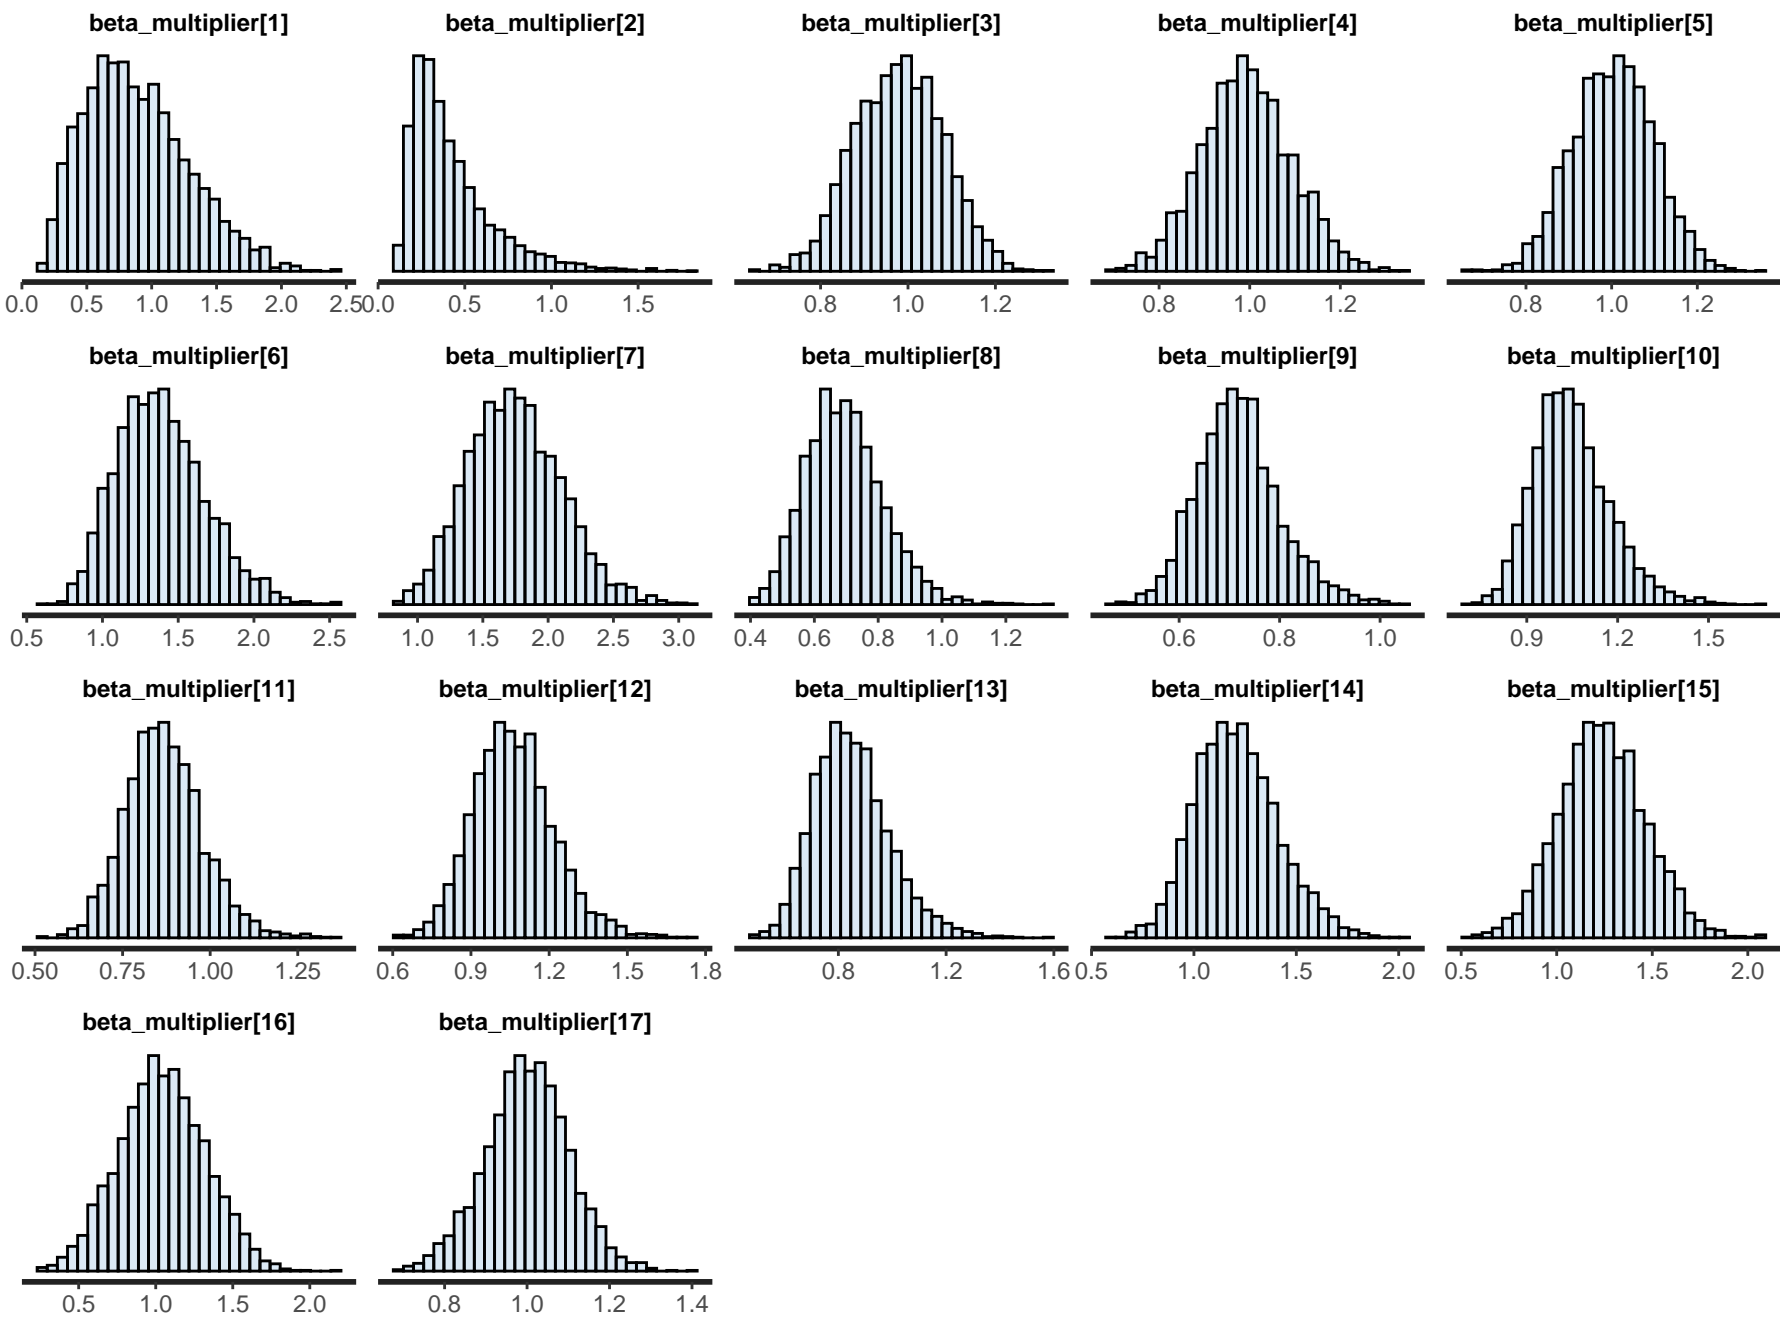 beta_multiplier[1] beta_multiplier[2] beta_multiplier[3] beta_multiplier[4] beta_multiplier[5]
0.0 0.5 1.0 1.5 2.0 2.5 0.0 0.5 1.0 1.5 0.8 1.0 1.2 0.8 1.0 1.2 0.8 1.0 1.2
beta_multiplier[6] beta_multiplier[7] beta_multiplier[8] beta_multiplier[9] beta_multiplier[10]
0.5 1.0 1.5 2.0 2.5 1.0 1.5 2.0 2.5 3.0 0.4 0.6 0.8 1.0 1.2 0.6 0.8 1.0 0.9 1.2 1.5
beta_multiplier[11] beta_multiplier[12] beta_multiplier[13] beta_multiplier[14] beta_multiplier[15]
0.50 0.75 1.00 1.25 0.6 0.9 1.2 1.5 1.8 0.8 1.2 1.6 0.5 1.0 1.5 2.0 0.5 1.0 1.5 2.0
beta_multiplier[16] beta_multiplier[17]
0.5 1.0 1.5 2.0 0.8 1.0 1.2 1.4